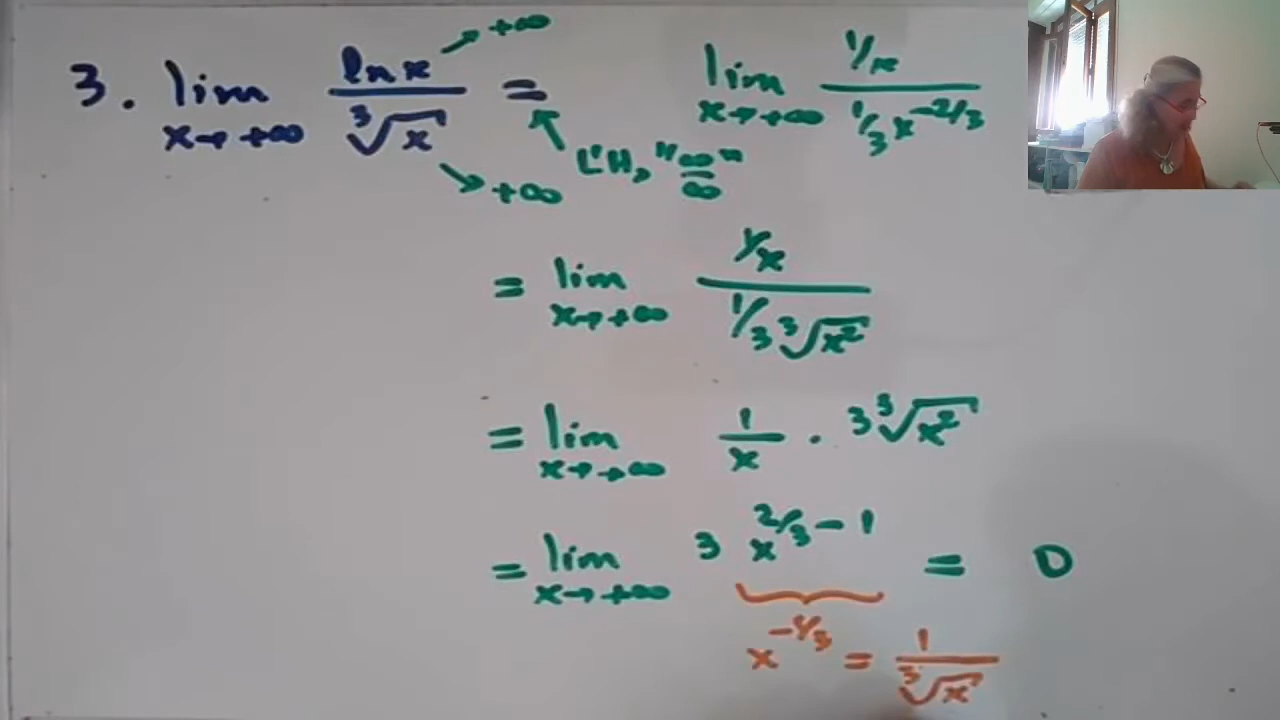 3. lim x→+∞ ln x / ∛x = lim x→+∞ 1/x / 1/3 x^-2/3
→ +∞
→ +∞
L'H, "∞/∞"
= lim x→+∞ 1/x / 1/3 ∛x²
= lim x→→∞ 1/x · 3∛x²
= lim x→+∞ 3 x^2/3-1 = 0
x^-1/3 = 1/∛x